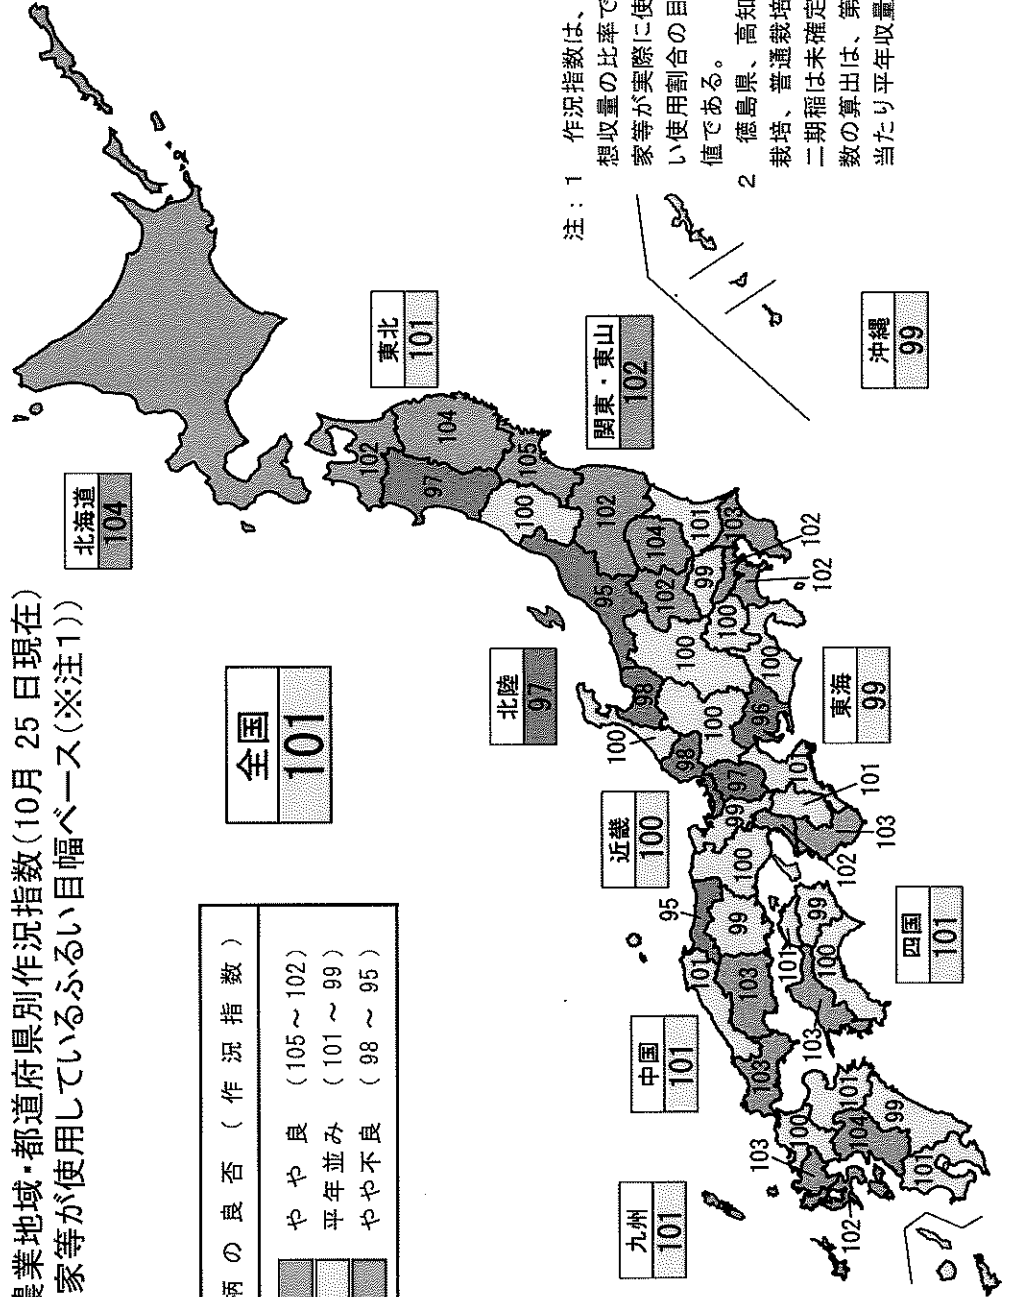 農業地域・都道府県別作況指数(10月 25 日現在)
家等が使用しているふるい目幅ベース(※注1))
全国
101
柄 の 良 否 ( 作 況 指 数 )
や や 良 (105～102)
平年並み (101 ～ 99)
やや不良 ( 98 ～ 95)
北海道
104
東北
101
102
104
97
105
100
102
北陸
97
95
98
100
98
関東・東山
102
101
104
102
99
103
102
102
100
100
東海
99
100
100
96
101
近畿
100
97
99
102
100
101
103
中国
101
95
101
99
103
103
四国
101
99
101
103
100
九州
101
100
103
102
104
101
99
101
沖縄
99
注：1 作況指数は、
想収量の比率で
家等が実際に使
い使用割合の目
値である。
2 徳島県、高知
栽培、普通栽培
二期稲は未確定
数の算出は、第
当たり平年収量